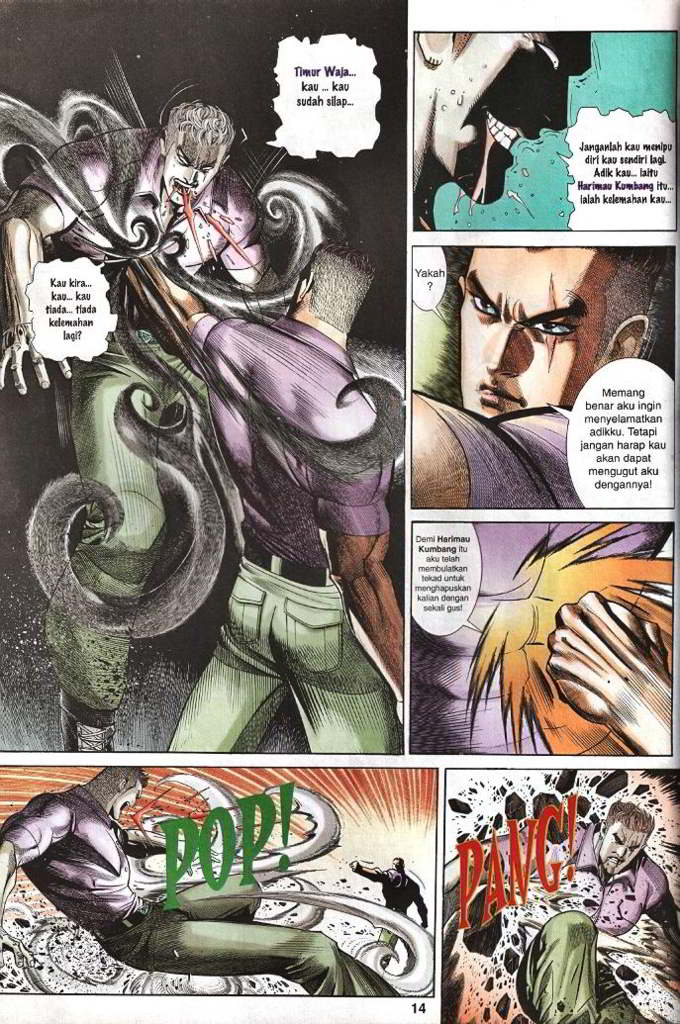 Timur Waja...
kau ... kau
sudah silap...
Kau kira...
kau... kau
tiada... tiada
kelemahan
lagi?
Janganlah kau menipu
diri kau sendiri lagi.
Adik kau... iaitu
Harimau Kumbang itu...
ialah kelemahan kau...
Yakah
?
Memang
benar aku ingin
menyelamatkan
adikku. Tetapi
jangan harap kau
akan dapat
mengugut aku
dengannya!
Demi Harimau
Kumbang itu
aku telah
membulatkan
tekad untuk
menghapuskan
kalian dengan
sekali gus!
POP!
PANG!
14